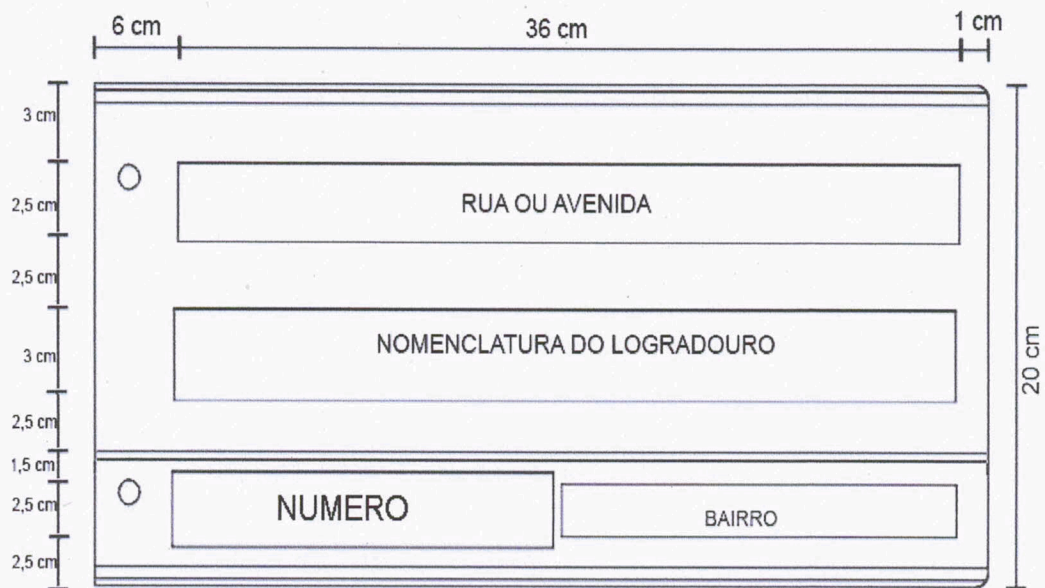 6 cm 36 cm 1 cm
3 cm
2,5 cm
RUA OU AVENIDA
2,5 cm
3 cm
NOMENCLATURA DO LOGRADOURO
20 cm
2,5 cm
1,5 cm
2,5 cm
NUMERO
BAIRRO
2,5 cm